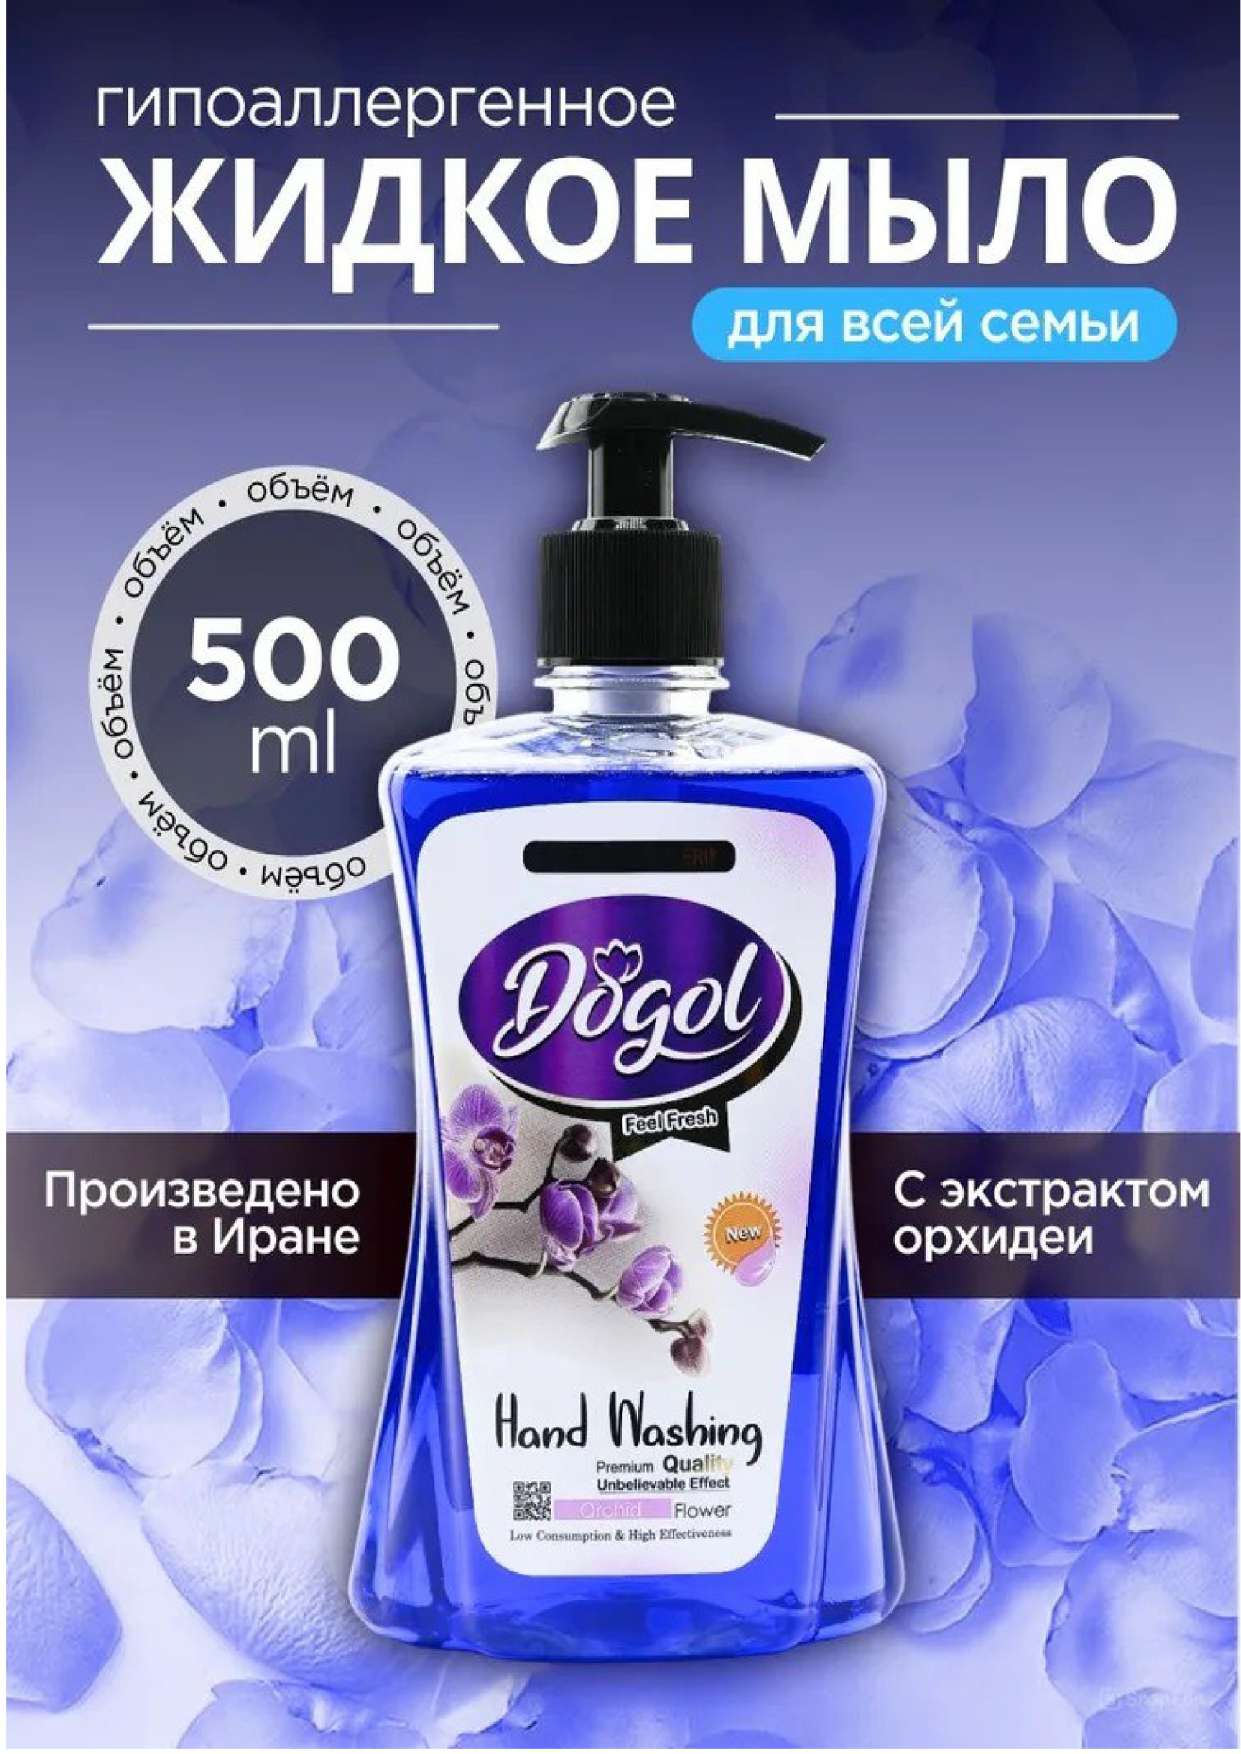 гипоаллергенное
ЖИДКОЕ МЫЛО
для всей семьи
объём • объём • объём • объ
объём • объём • объём • объём
500
ml
Dogol
Feel Fresh
Произведено
в Иране
С экстрактом
орхидеи
New
Hand Washing
Premium Quality
Unbelievable Effect
Orchid Flower
Low Consumption & High Effectiveness